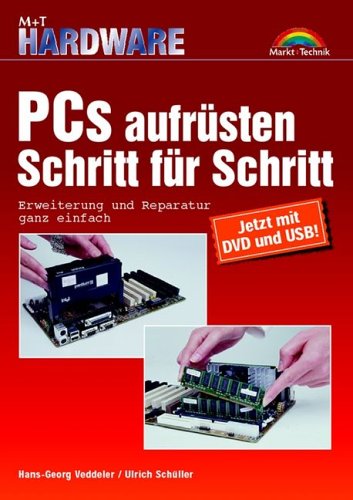 M+T
HARDWARE
Markt+Technik
PCs aufrüsten
Schritt für Schritt
Erweiterung und Reparatur
ganz einfach
Jetzt mit
DVD und USB!
Hans-Georg Veddeler / Ulrich Schüller